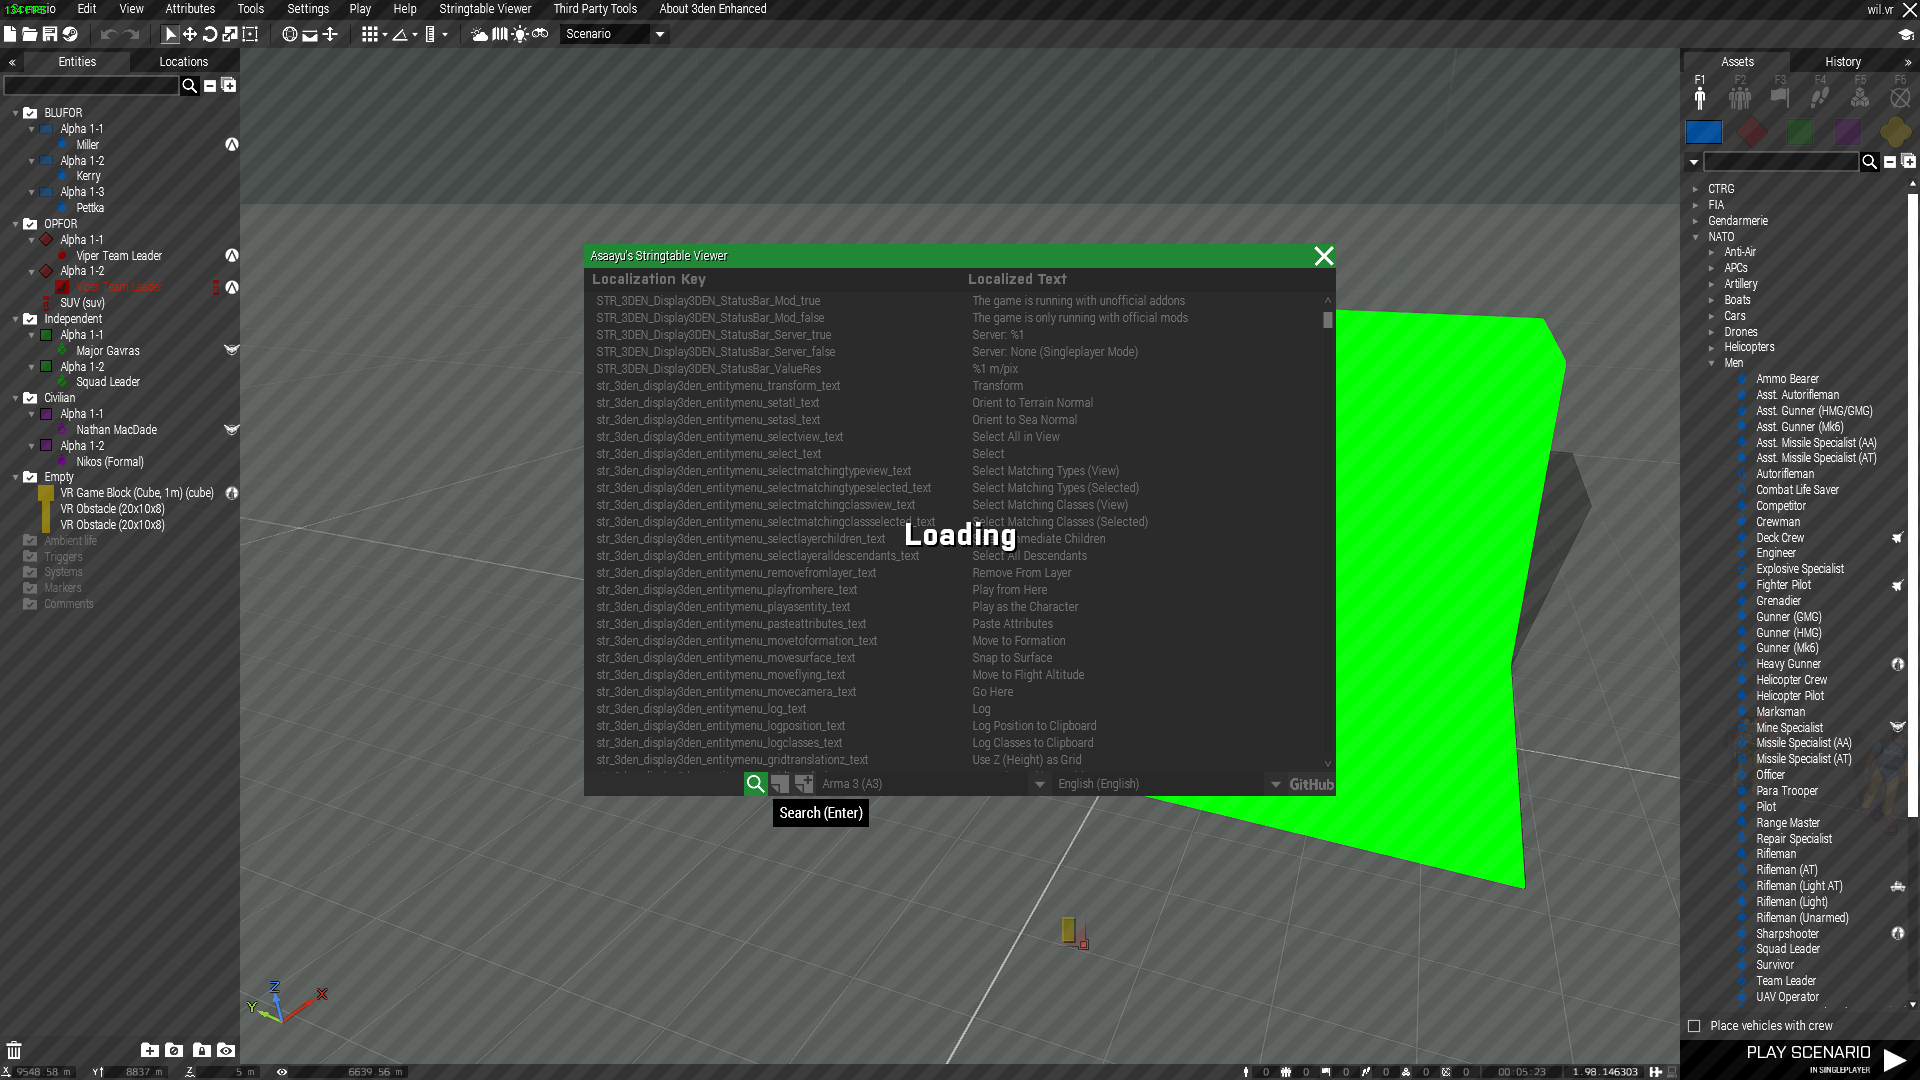 Edit View Attributes Tools Settings Play Help Stringtable Viewer Third Party Tools About 3den Enhanced wil.vr
Scenario
Entities Locations
BLUFOR
Alpha 1-1
Miller
Alpha 1-2
Kerry
Alpha 1-3
Pettka
OPFOR
Alpha 1-1
Viper Team Leader
Alpha 1-2
Viper Team Leader
SUV (suv)
Independent
Alpha 1-1
Major Gavras
Alpha 1-2
Squad Leader
Civilian
Alpha 1-1
Nathan MacDade
Alpha 1-2
Nikos (Formal)
Empty
VR Game Block (Cube, 1m) (cube)
VR Obstacle (20x10x8)
VR Obstacle (20x10x8)
Ambient life
Triggers
Systems
Markers
Comments
Asaayu's Stringtable Viewer
Localization Key Localized Text
STR_3DEN_Display3DEN_StatusBar_Mod_true The game is running with unofficial addons
STR_3DEN_Display3DEN_StatusBar_Mod_false The game is only running with official mods
STR_3DEN_Display3DEN_StatusBar_Server_true Server: %1
STR_3DEN_Display3DEN_StatusBar_Server_false Server: None (Singleplayer Mode)
STR_3DEN_Display3DEN_StatusBar_ValueRes %1 m/pix
str_3den_display3den_entitymenu_transform_text Transform
str_3den_display3den_entitymenu_setatl_text Orient to Terrain Normal
str_3den_display3den_entitymenu_setasl_text Orient to Sea Normal
str_3den_display3den_entitymenu_selectview_text Select All in View
str_3den_display3den_entitymenu_select_text Select
str_3den_display3den_entitymenu_selectmatchingtypeview_text Select Matching Types (View)
str_3den_display3den_entitymenu_selectmatchingtypeselected_text Select Matching Types (Selected)
str_3den_display3den_entitymenu_selectmatchingclassview_text Select Matching Classes (View)
str_3den_display3den_entitymenu_selectmatchingclassselected_text Select Matching Classes (Selected)
Loading
str_3den_display3den_entitymenu_selectlayerchildren_text Immediate Children
str_3den_display3den_entitymenu_selectlayeralldescendants_text Select All Descendants
str_3den_display3den_entitymenu_removefromlayer_text Remove From Layer
str_3den_display3den_entitymenu_playfromhere_text Play from Here
str_3den_display3den_entitymenu_playasentity_text Play as the Character
str_3den_display3den_entitymenu_pasteattributes_text Paste Attributes
str_3den_display3den_entitymenu_movetoformation_text Move to Formation
str_3den_display3den_entitymenu_movesurface_text Snap to Surface
str_3den_display3den_entitymenu_moveflying_text Move to Flight Altitude
str_3den_display3den_entitymenu_movecamera_text Go Here
str_3den_display3den_entitymenu_log_text Log
str_3den_display3den_entitymenu_logposition_text Log Position to Clipboard
str_3den_display3den_entitymenu_logclasses_text Log Classes to Clipboard
str_3den_display3den_entitymenu_gridtranslationz_text Use Z (Height) as Grid
Arma 3 (A3) English (English) GitHub
Search (Enter)
Z
X
Y
Assets History
F1 F2 F3 F4 F5 F6
CTRG
FIA
Gendarmerie
NATO
Anti-Air
APCs
Artillery
Boats
Cars
Drones
Helicopters
Men
Ammo Bearer
Asst. Autorifleman
Asst. Gunner (HMG/GMG)
Asst. Gunner (Mk6)
Asst. Missile Specialist (AA)
Asst. Missile Specialist (AT)
Autorifleman
Combat Life Saver
Competitor
Crewman
Deck Crew
Engineer
Explosive Specialist
Fighter Pilot
Grenadier
Gunner (GMG)
Gunner (HMG)
Gunner (Mk6)
Heavy Gunner
Helicopter Crew
Helicopter Pilot
Marksman
Mine Specialist
Missile Specialist (AA)
Missile Specialist (AT)
Officer
Para Trooper
Pilot
Range Master
Repair Specialist
Rifleman
Rifleman (AT)
Rifleman (Light AT)
Rifleman (Light)
Rifleman (Unarmed)
Sharpshooter
Squad Leader
Survivor
Team Leader
UAV Operator
Place vehicles with crew
PLAY SCENARIO
IN SINGLEPLAYER
X 9548.58 m Y 8837 m Z 5 m 6639.56 m 0 0 0 0 0 0 00:05:23 1.98.146303